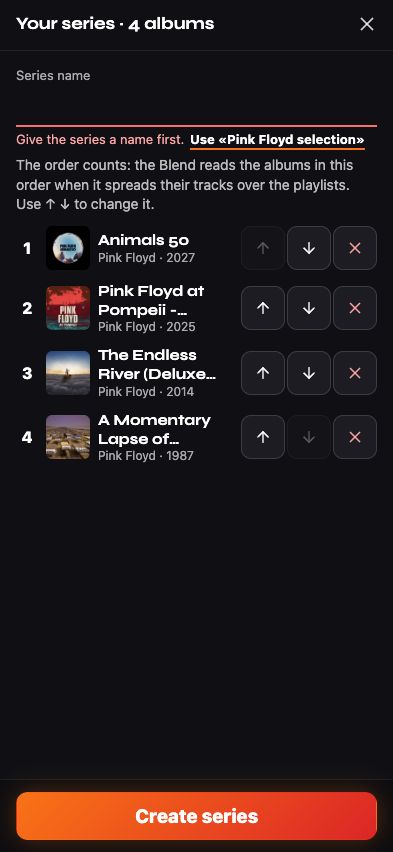 Your series · 4 albums
Series name
Give the series a name first. Use «Pink Floyd selection»
The order counts: the Blend reads the albums in this
order when it spreads their tracks over the playlists.
Use ↑ ↓ to change it.
1
Animals 50
Pink Floyd · 2027
2
PINK FLOYD
Pink Floyd at
Pompeii -...
Pink Floyd · 2025
3
The Endless
River (Deluxe...
Pink Floyd · 2014
4
A Momentary
Lapse of...
Pink Floyd · 1987
Create series